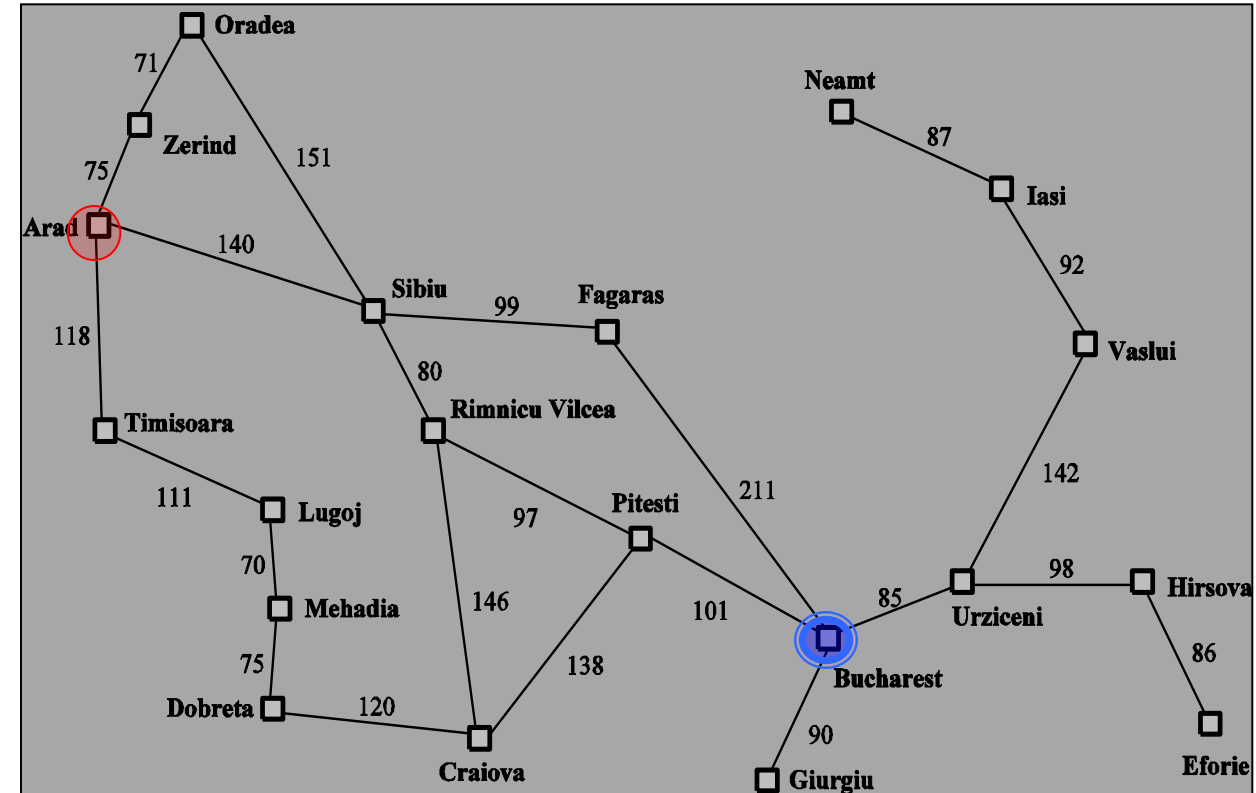 Oradea
71
Neamt
87
Zerind
151
75
Iasi
Arad
140
92
Sibiu
99
Fagaras
118
Vaslui
80
Rimnicu Vilcea
Timisoara
142
211
111
97
Pitesti
Lugoj
70
98
Hirsova
146
101
85
Urziceni
Mehadia
138
86
75
Bucharest
Dobreta
120
90
Craiova
Giurgiu
Eforie